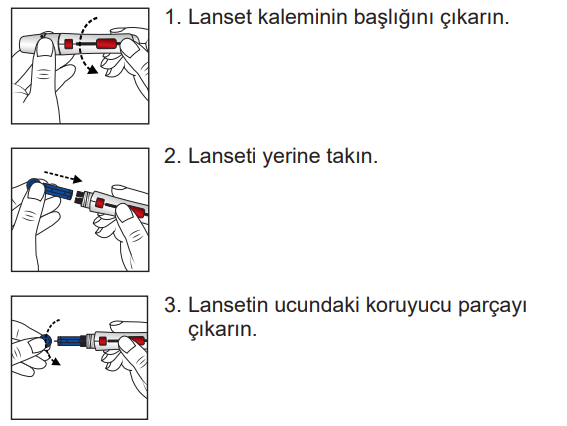 1. Lanset kaleminin başlığını çıkarın.
2. Lanseti yerine takın.
3. Lansetin ucundaki koruyucu parçayı
çıkarın.